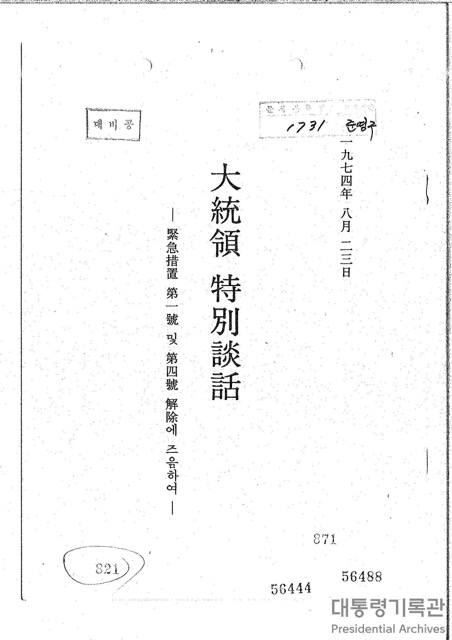 1731 준영구
一九七四年 八月 二三日
大統領 特別談話
― 緊急措置 第一號 및 第四號 解除에 즈음하여 ―
대비공
871
821
56444
56488
대통령기록관
Presidential Archives